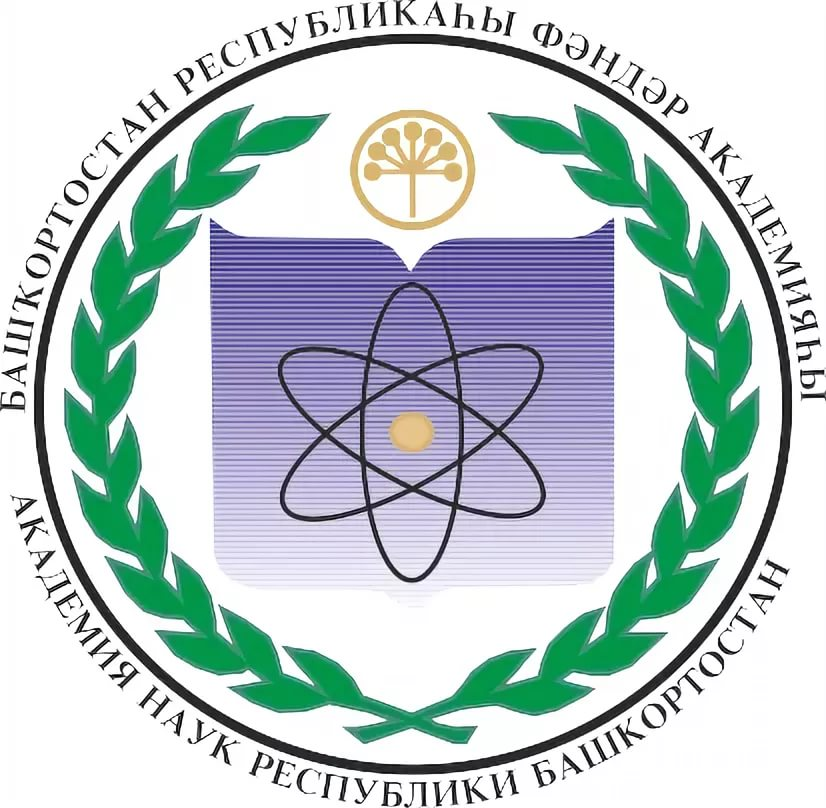 БАШҠОРТОСТАН РЕСПУБЛИКАҺЫ ФӘНДӘР АКАДЕМИЯҺЫ
АКАДЕМИЯ НАУК РЕСПУБЛИКИ БАШКОРТОСТАН